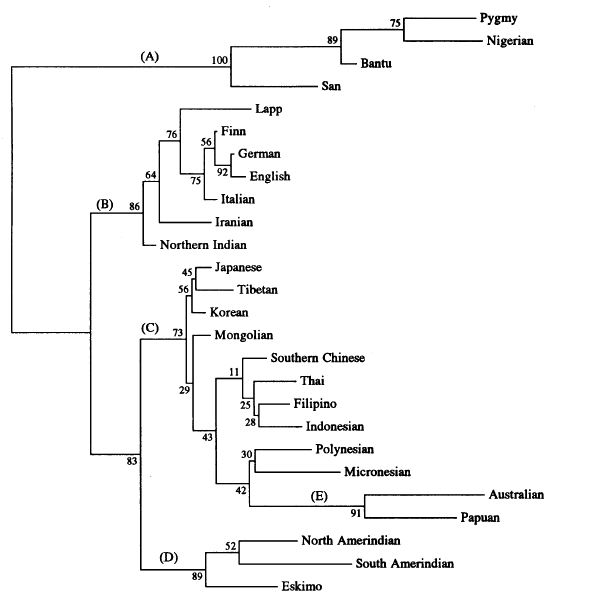 75 Pygmy
Nigerian
89
(A) Bantu
100
San
Lapp
76 Finn
56
German
92
64 75 English
Italian
(B) Iranian
86
Northern Indian
45 Japanese
56 Tibetan
Korean
(C) 73 Mongolian
Southern Chinese
11
29 Thai
25 Filipino
28 Indonesian
43
30 Polynesian
83 Micronesian
42 (E) Australian
91
Papuan
52 North Amerindian
(D) South Amerindian
89
Eskimo